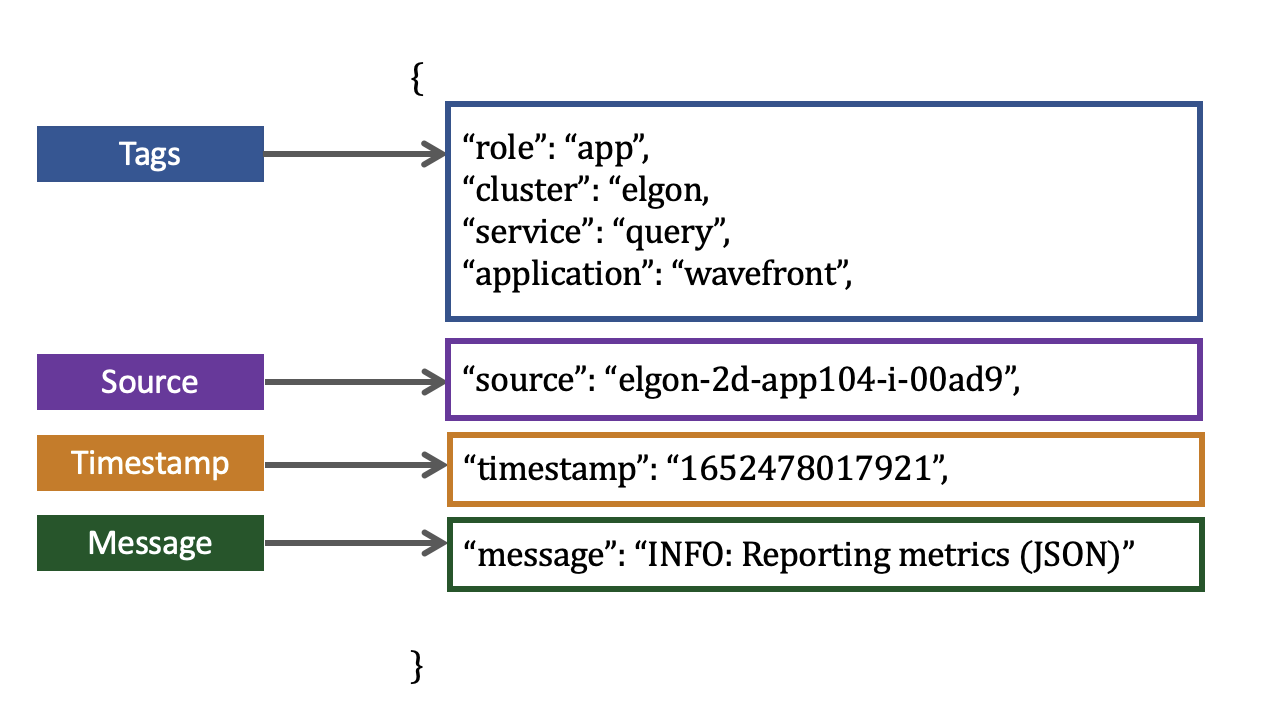 {
Tags
“role”: “app”,
“cluster”: “elgon,
“service”: “query”,
“application”: “wavefront”,
Source
“source”: “elgon-2d-app104-i-00ad9”,
Timestamp
“timestamp”: “1652478017921”,
Message
“message”: “INFO: Reporting metrics (JSON)”
}